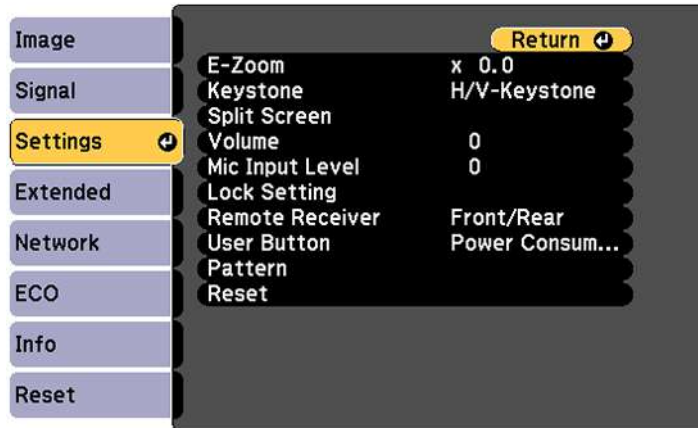 Image
Signal
Settings
Extended
Network
ECO
Info
Reset
Return
E-Zoom x 0.0
Keystone H/V-Keystone
Split Screen
Volume 0
Mic Input Level 0
Lock Setting
Remote Receiver Front/Rear
User Button Power Consum...
Pattern
Reset